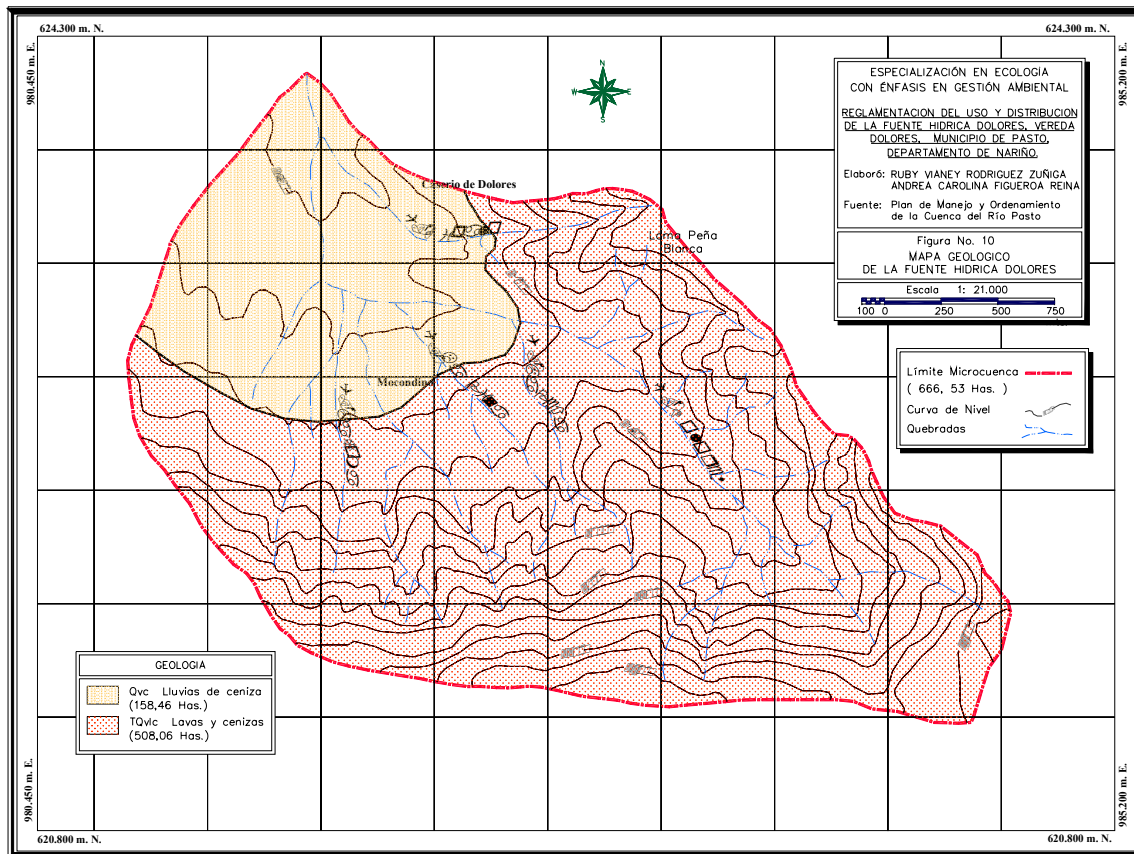 624.300 m. N.
624.300 m. N.
980.450 m. E.
985.200 m. E.
N
W
E
S
ESPECIALIZACIÓN EN ECOLOGÍA
CON ÉNFASIS EN GESTIÓN AMBIENTAL
REGLAMENTACION DEL USO Y DISTRIBUCION
DE LA FUENTE HIDRICA DOLORES, VEREDA
DOLORES, MUNICIPIO DE PASTO,
DEPARTAMENTO DE NARIÑO.
Elaboró: RUBY VIANEY RODRIGUEZ ZUÑIGA
ANDREA CAROLINA FIGUEROA REINA
Fuente: Plan de Manejo y Ordenamiento
de la Cuenca del Río Pasto
Figura No. 10
MAPA GEOLOGICO
DE LA FUENTE HIDRICA DOLORES
Escala 1: 21.000
100 0 250 500 750
Caserio de Dolores
Loma Peña
Blanca
Mocondino
Límite Microcuenca
( 666, 53 Has. )
Curva de Nivel
Quebradas
GEOLOGIA
Qvc Lluvias de ceniza
(158,46 Has.)
TQvlc Lavas y cenizas
(508,06 Has.)
980.450 m. E.
985.200 m. E.
620.800 m. N.
620.800 m. N.